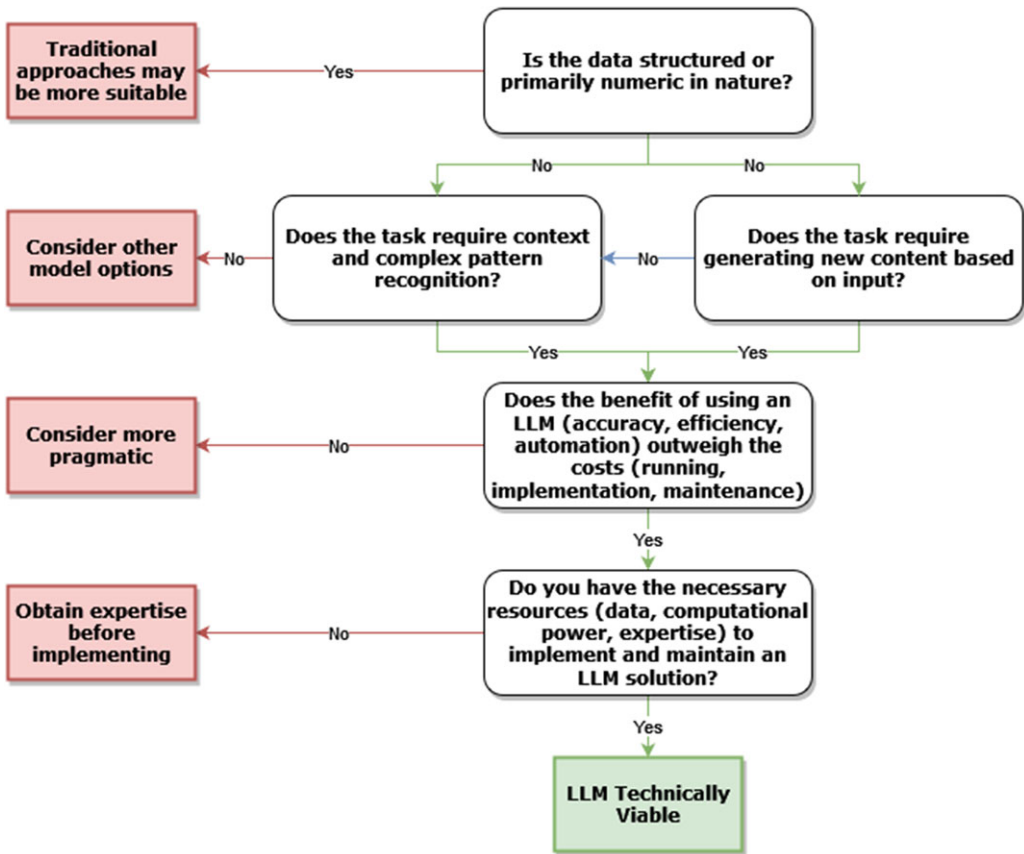 Traditional
approaches may
be more suitable
Yes
Is the data structured or
primarily numeric in nature?
No
No
Consider other
model options
No
Does the task require context
and complex pattern
recognition?
No
Does the task require
generating new content based
on input?
Yes
Yes
Consider more
pragmatic
No
Does the benefit of using an
LLM (accuracy, efficiency,
automation) outweigh the
costs (running,
implementation, maintenance)
Yes
Obtain expertise
before
implementing
No
Do you have the necessary
resources (data, computational
power, expertise) to
implement and maintain an
LLM solution?
Yes
LLM Technically
Viable